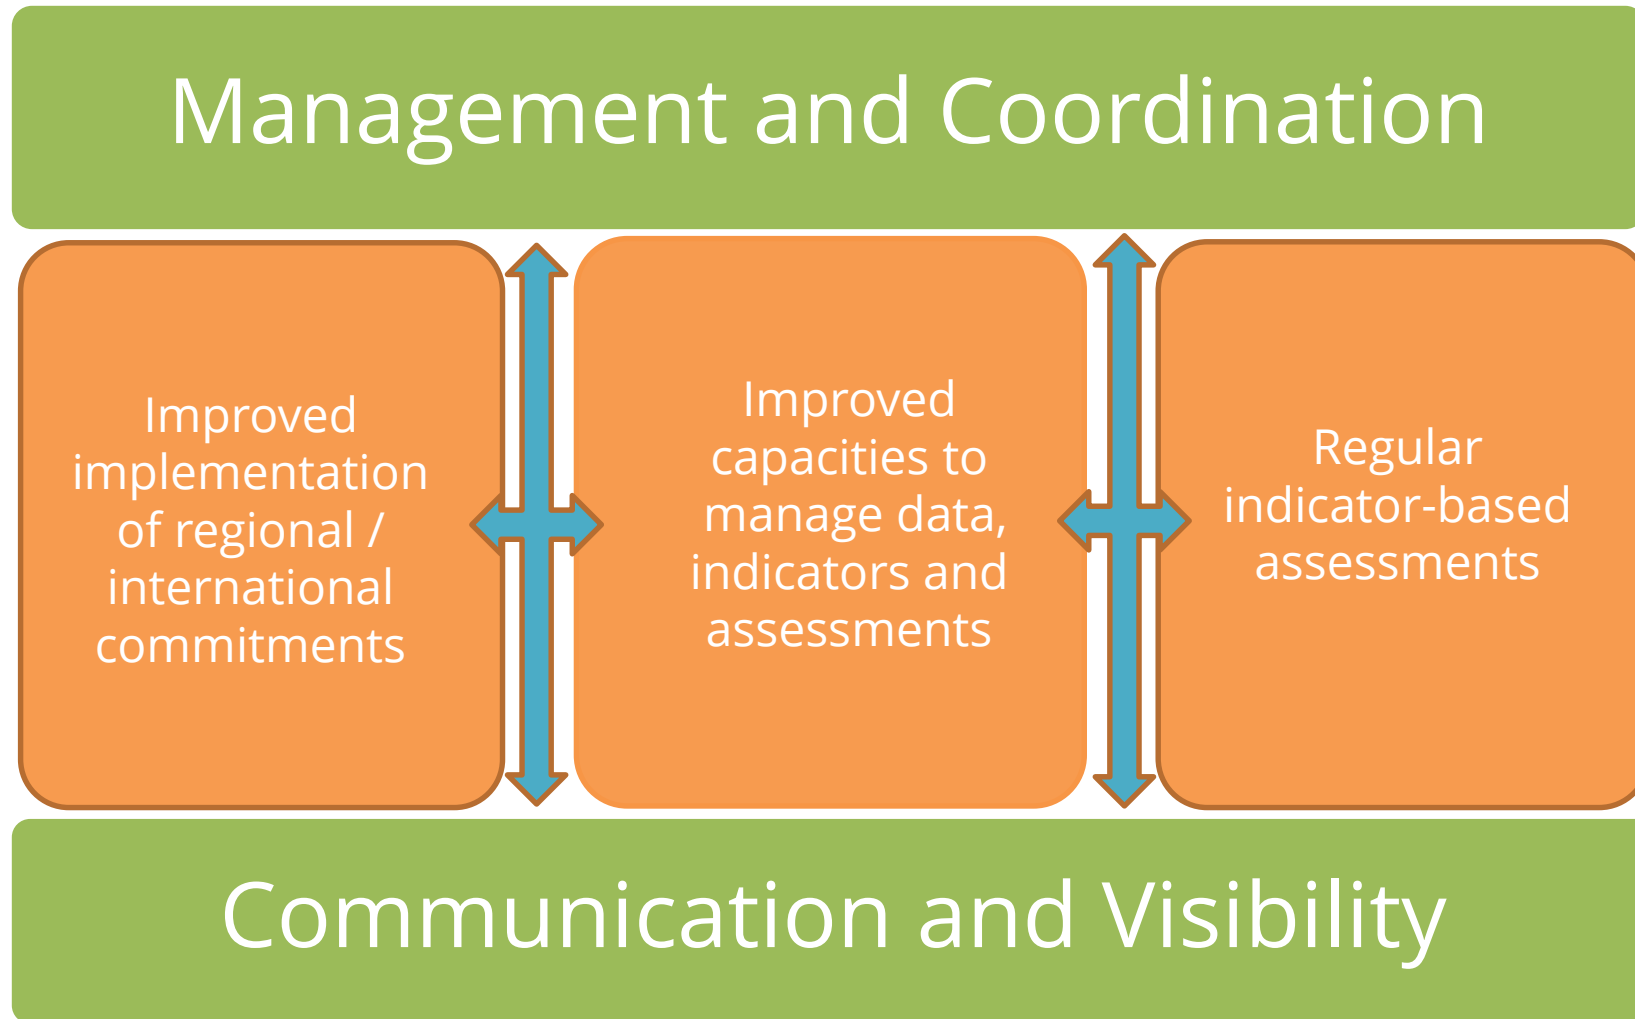 Management and Coordination
Improved
implementation
of regional /
international
commitments
Improved
capacities to
manage data,
indicators and
assessments
Regular
indicator-based
assessments
Communication and Visibility